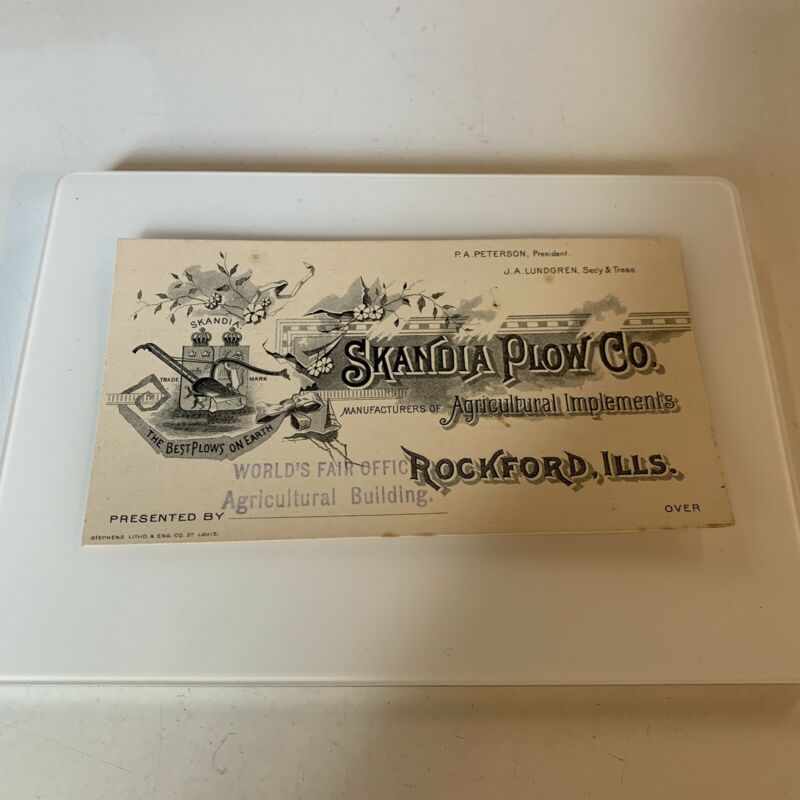 P.A. PETERSON, President.
J.A. LUNDGREN, Secy & Treas
SKANDIA
TRADE MARK
THE BEST PLOWS ON EARTH
SKANDIA PLOW CO.
MANUFACTURERS OF Agricultural Implements
ROCKFORD, ILLS.
WORLD'S FAIR OFFIC
Agricultural Building.
PRESENTED BY
OVER
STEPHENS LITHO. & ENG. CO. ST LOUIS.